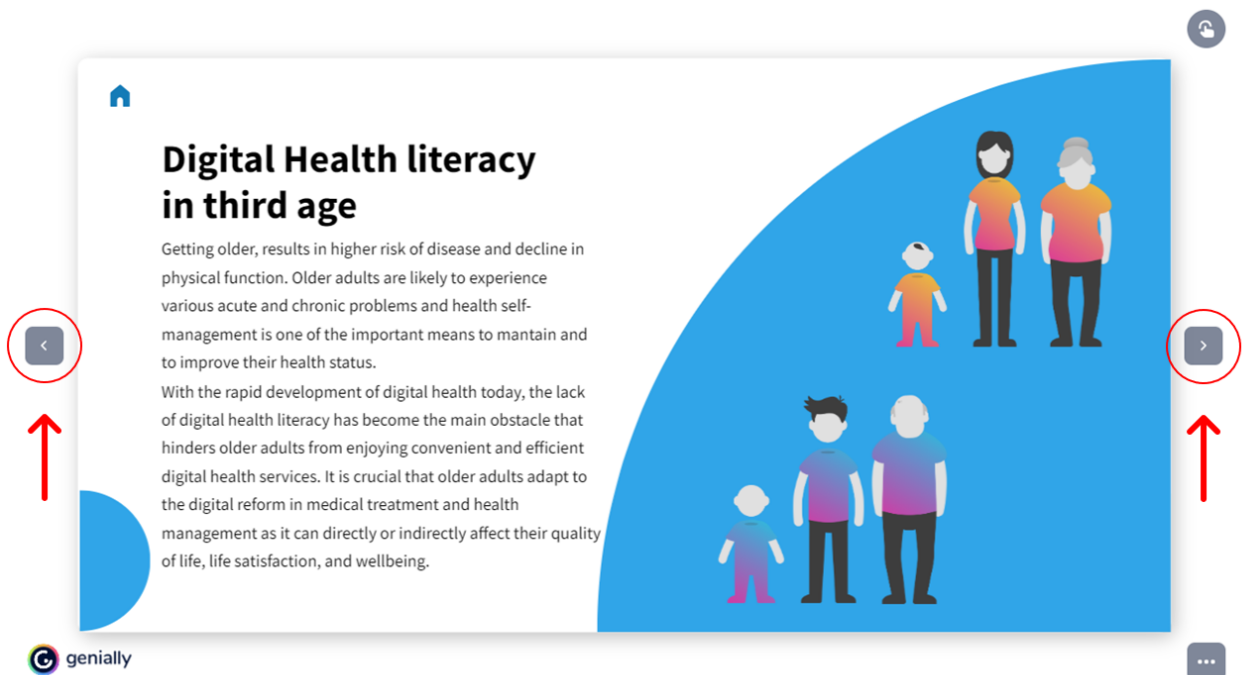 Digital Health literacy
in third age
Getting older, results in higher risk of disease and decline in
physical function. Older adults are likely to experience
various acute and chronic problems and health self-
management is one of the important means to mantain and
to improve their health status.
With the rapid development of digital health today, the lack
of digital health literacy has become the main obstacle that
hinders older adults from enjoying convenient and efficient
digital health services. It is crucial that older adults adapt to
the digital reform in medical treatment and health
management as it can directly or indirectly affect their quality
of life, life satisfaction, and wellbeing.
genially